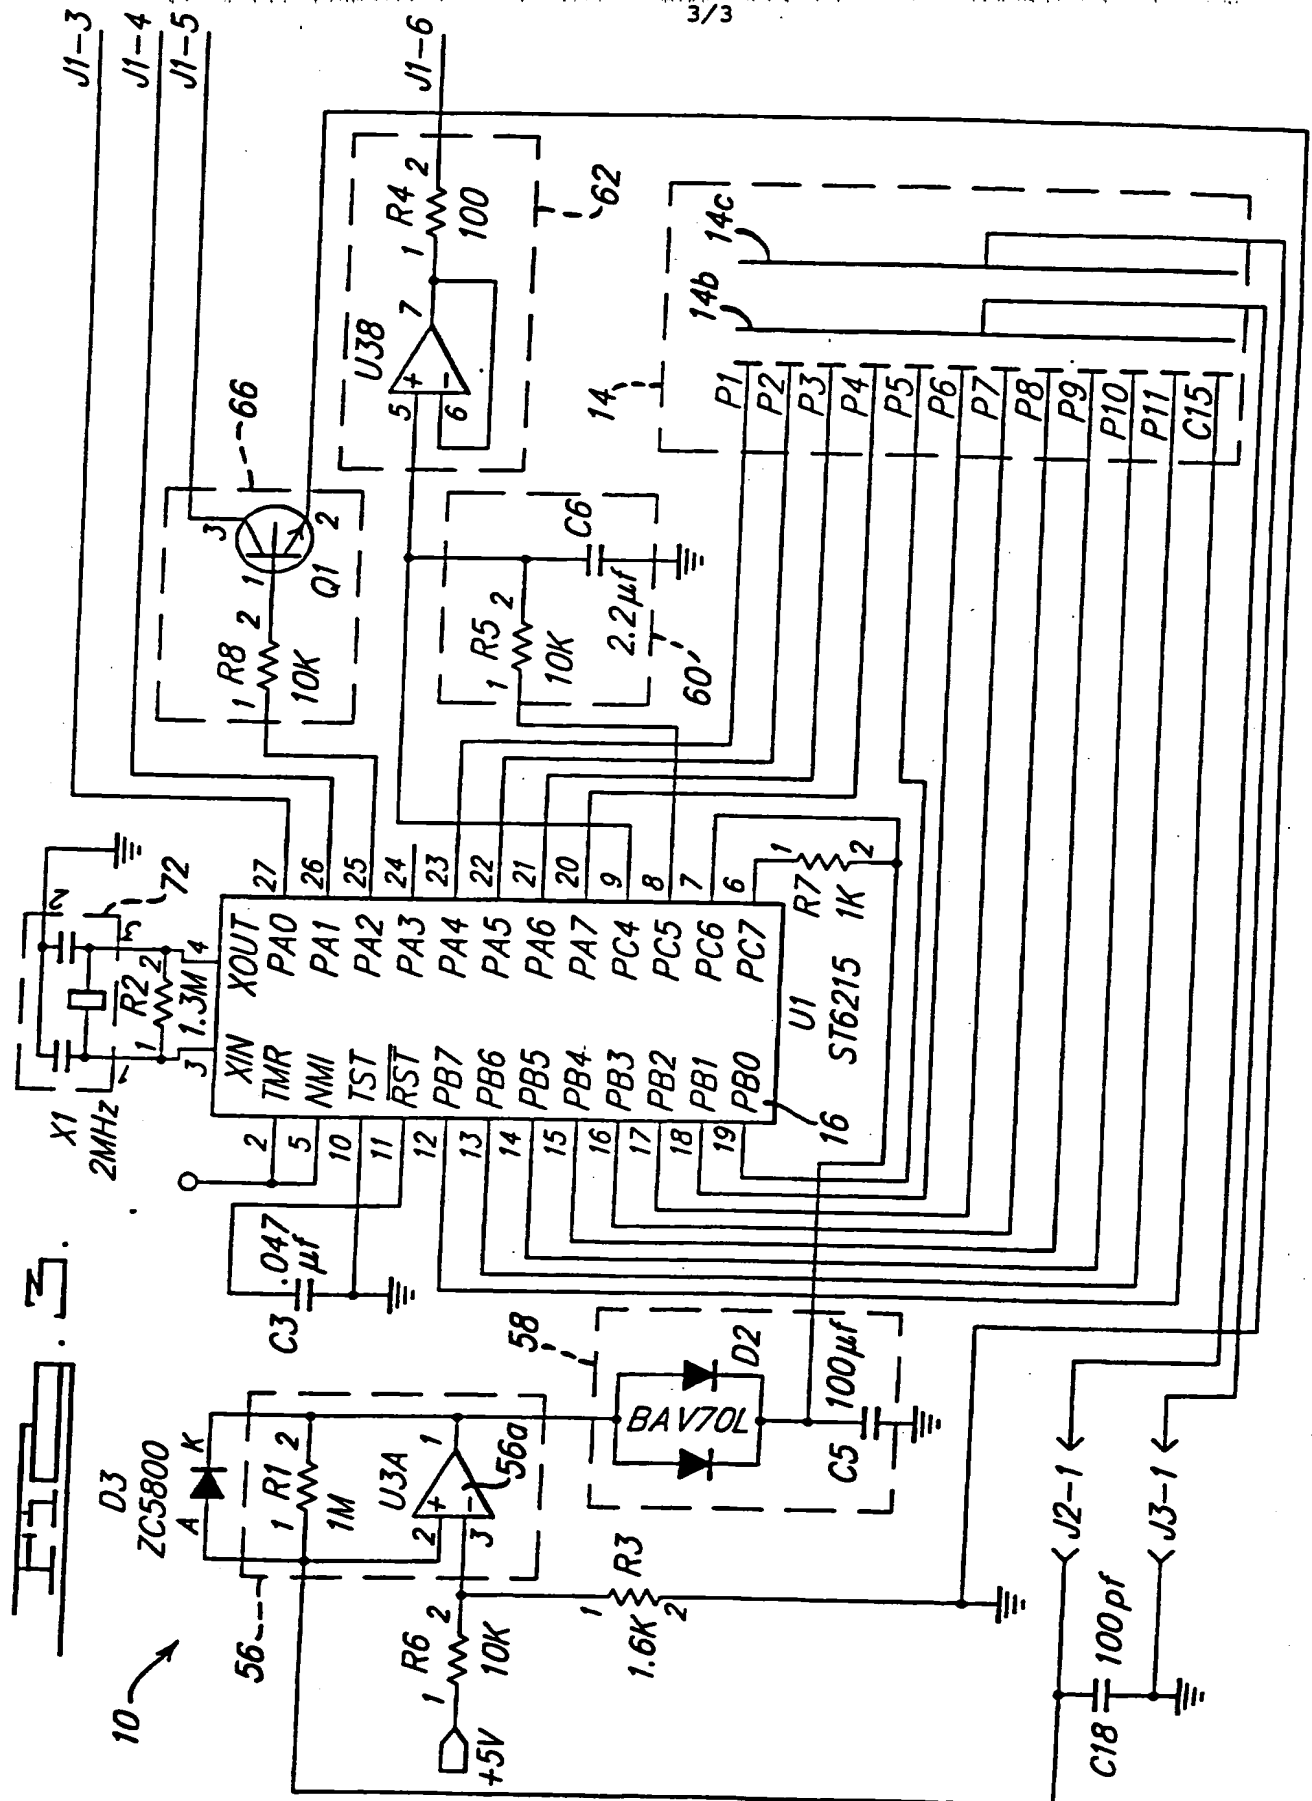 3/3
Fig. 2.
10
J1-3
J1-4
J1-5
J1-6
X1
2MHz
1
2
3
72
1
R2
2
1.3M
3
4
XIN
XOUT
TMR
NMI
TST
RST
PB7
PB6
PB5
PB4
PB3
PB2
PB1
PB0
PA0
PA1
PA2
PA3
PA4
PA5
PA6
PA7
PC4
PC5
PC6
PC7
2
5
10
11
12
13
14
15
16
17
18
19
27
26
25
24
23
22
21
20
9
8
7
6
U1
ST6215
16
1
R7
2
1K
C3
.047
µf
D3
ZC5800
A
K
56
1
R1
2
1M
U3A
2
3
+
-
1
56a
1
R6
2
10K
+5V
1
R3
2
1.6K
58
D2
BAV70L
C5
100µf
66
1
R8
2
10K
1
3
2
Q1
60
1
R5
2
10K
C6
2.2µf
62
U38
5
6
+
-
7
1
R4
2
100
14
14b
14c
P1
P2
P3
P4
P5
P6
P7
P8
P9
P10
P11
C15
J2-1
J3-1
C18
100pf